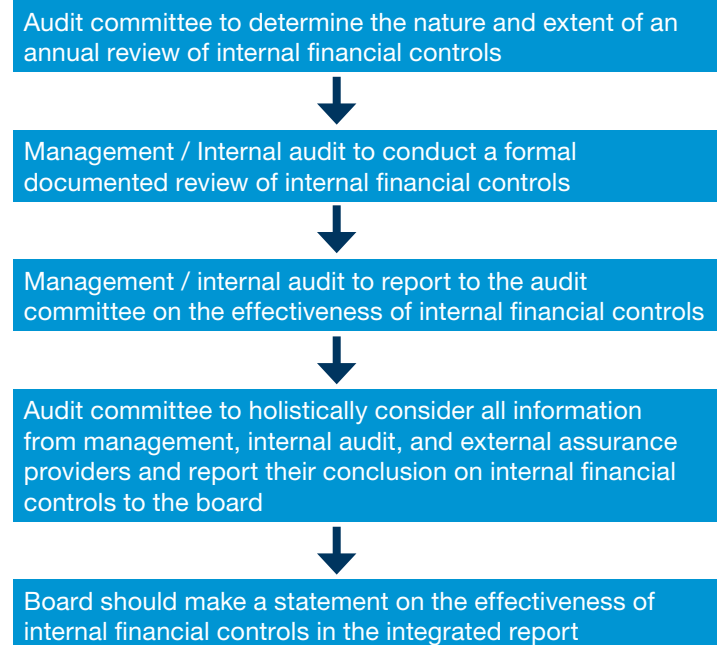 Audit committee to determine the nature and extent of an
annual review of internal financial controls
Management / Internal audit to conduct a formal
documented review of internal financial controls
Management / internal audit to report to the audit
committee on the effectiveness of internal financial controls
Audit committee to holistically consider all information
from management, internal audit, and external assurance
providers and report their conclusion on internal financial
controls to the board
Board should make a statement on the effectiveness of
internal financial controls in the integrated report